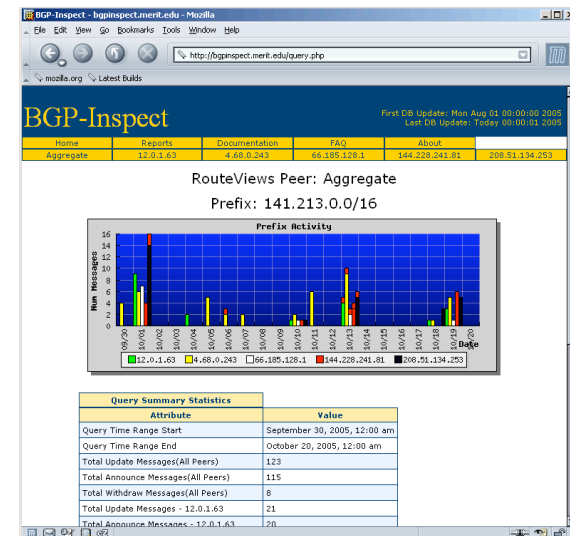 BGP-Inspect - bgpinspect.merit.edu - Mozilla
File Edit View Go Bookmarks Tools Window Help
http://bgpinspect.merit.edu/query.php
mozilla.org Latest Builds
BGP-Inspect
First DB Update: Mon Aug 01 00:00:00 2005
Last DB Update: Today 00:00:01 2005
Home Reports Documentation FAQ About
Aggregate 12.0.1.63 4.68.0.243 66.185.128.1 144.228.241.81 208.51.134.253
RouteViews Peer: Aggregate
Prefix: 141.213.0.0/16
Prefix Activity
Num Messages
16
14
12
10
8
6
4
2
0
09/30 10/01 10/02 10/03 10/04 10/05 10/06 10/07 10/08 10/09 10/10 10/11 10/12 10/13 10/14 10/15 10/16 10/17 10/18 10/19 10/20
Date
12.0.1.63 4.68.0.243 66.185.128.1 144.228.241.81 208.51.134.253
Query Summary Statistics
Attribute Value
Query Time Range Start September 30, 2005, 12:00 am
Query Time Range End October 20, 2005, 12:00 am
Total Update Messages(All Peers) 123
Total Announce Messages(All Peers) 115
Total Withdraw Messages(All Peers) 8
Total Update Messages - 12.0.1.63 21
Total Announce Messages - 12.0.1.63 20